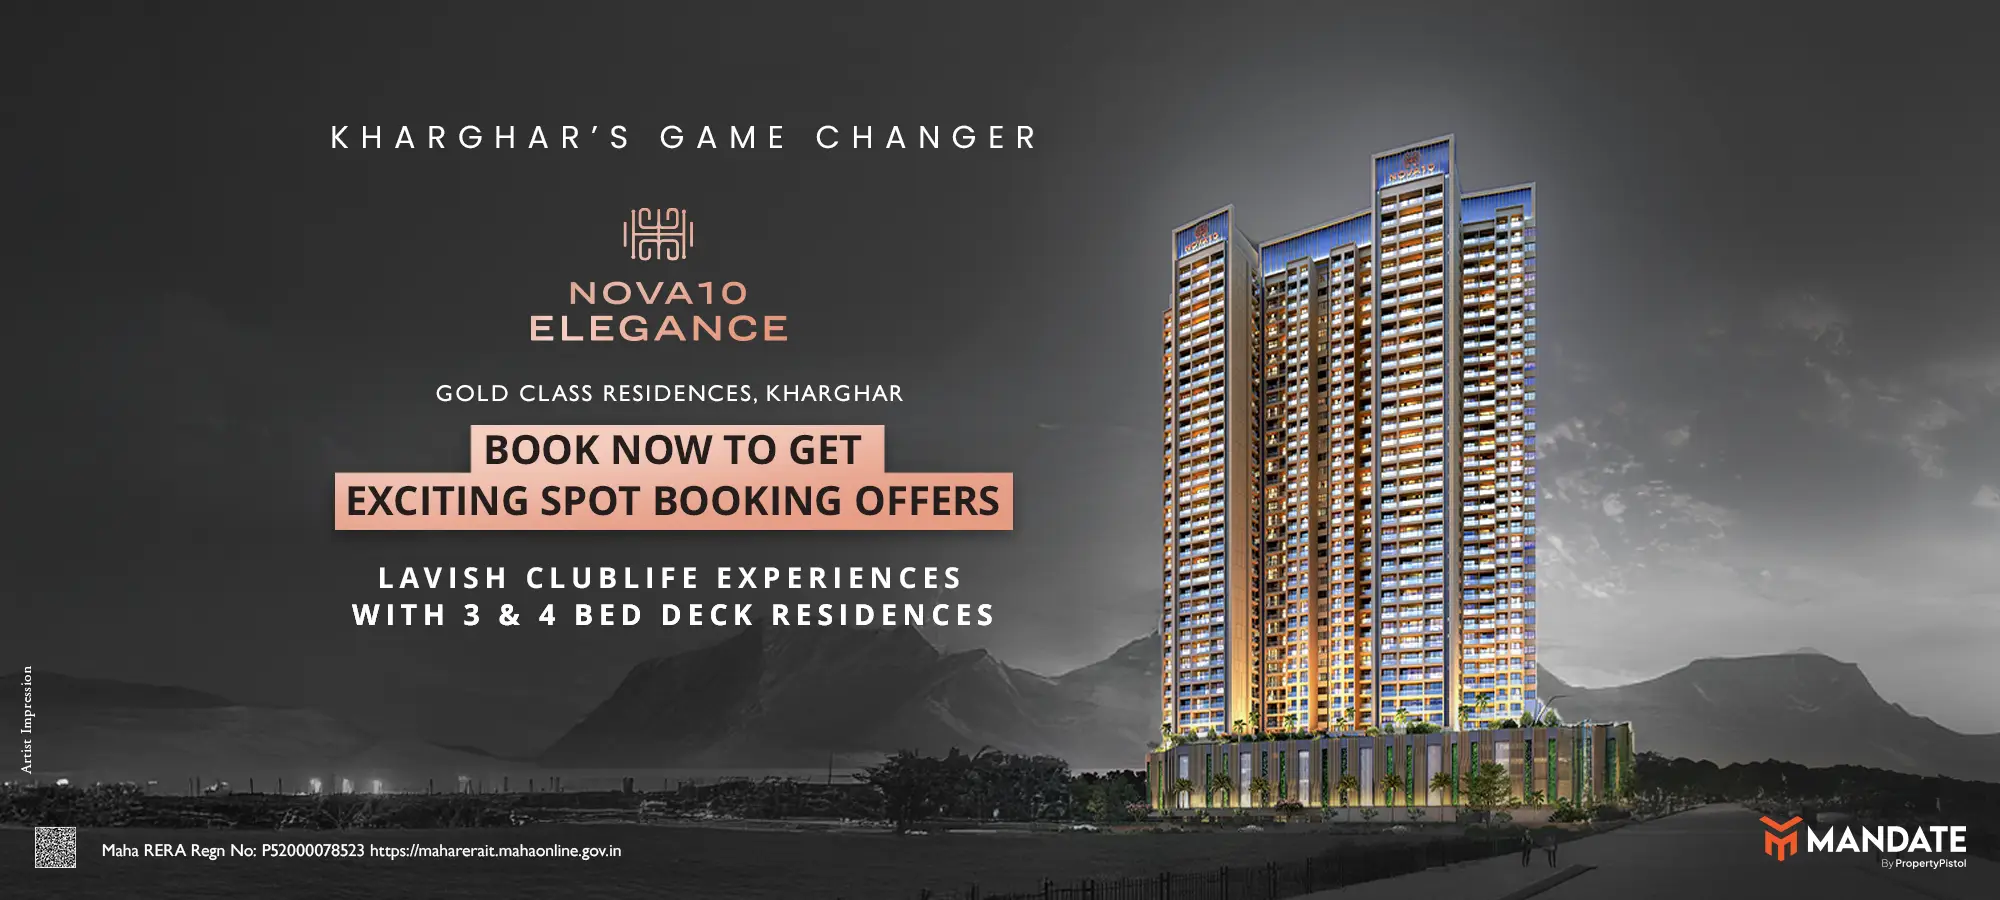 KHARGHAR'S GAME CHANGER
NOVA10
ELEGANCE
GOLD CLASS RESIDENCES, KHARGHAR
BOOK NOW TO GET
EXCITING SPOT BOOKING OFFERS
LAVISH CLUBLIFE EXPERIENCES
WITH 3 & 4 BED DECK RESIDENCES
NOVA10
NOVA10
Artist Impression
Maha RERA Regn No: P52000078523 https://maharerait.mahaonline.gov.in
MANDATE
By PropertyPistol